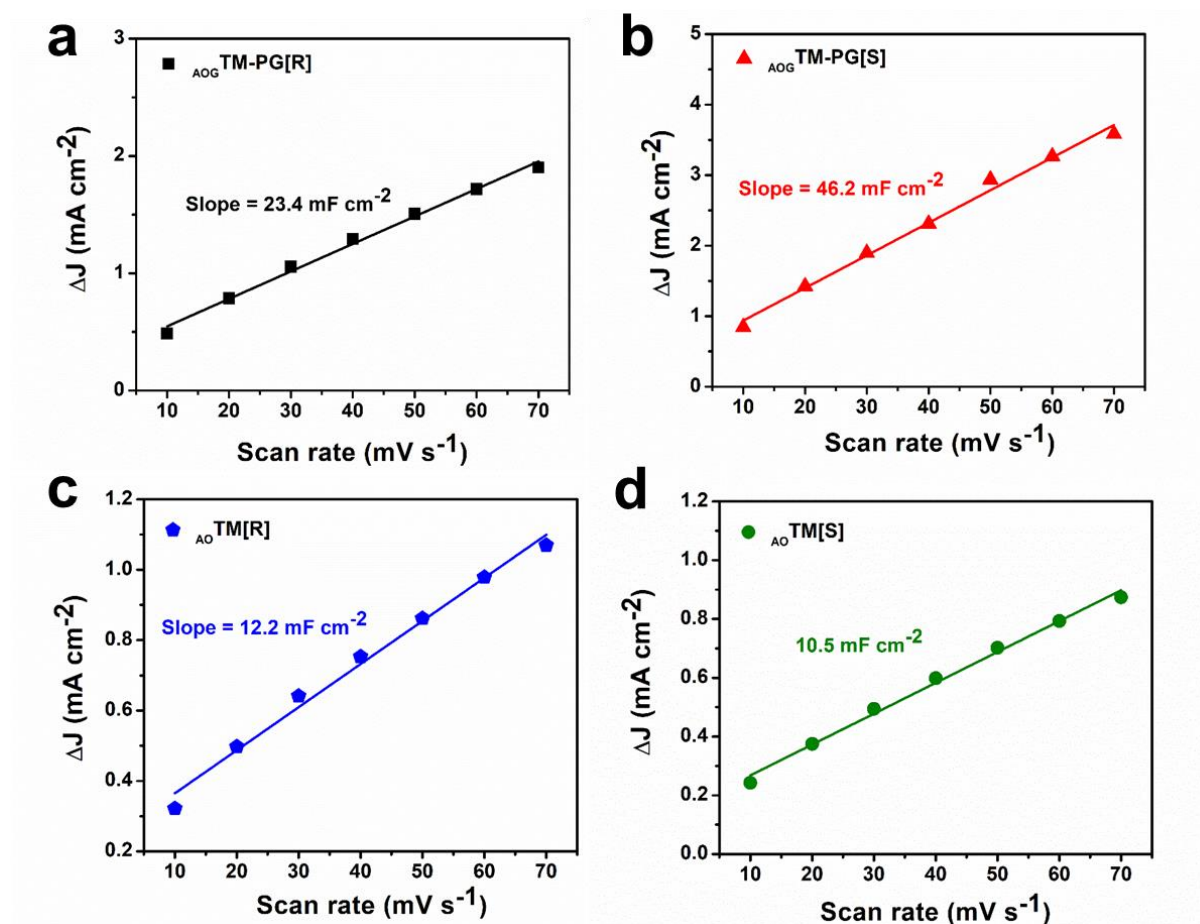 a
3
2
1
0
ΔJ (mA cm-2)
AOGTM-PG[R]
Slope = 23.4 mF cm-2
10 20 30 40 50 60 70
Scan rate (mV s-1)
b
5
4
3
2
1
0
ΔJ (mA cm-2)
AOGTM-PG[S]
Slope = 46.2 mF cm-2
10 20 30 40 50 60 70
Scan rate (mV s-1)
c
1.2
1.0
0.8
0.6
0.4
0.2
ΔJ (mA cm-2)
AOTM[R]
Slope = 12.2 mF cm-2
10 20 30 40 50 60 70
Scan rate (mV s-1)
d
1.2
1.0
0.8
0.6
0.4
0.2
0.0
ΔJ (mA cm-2)
AOTM[S]
10.5 mF cm-2
10 20 30 40 50 60 70
Scan rate (mV s-1)